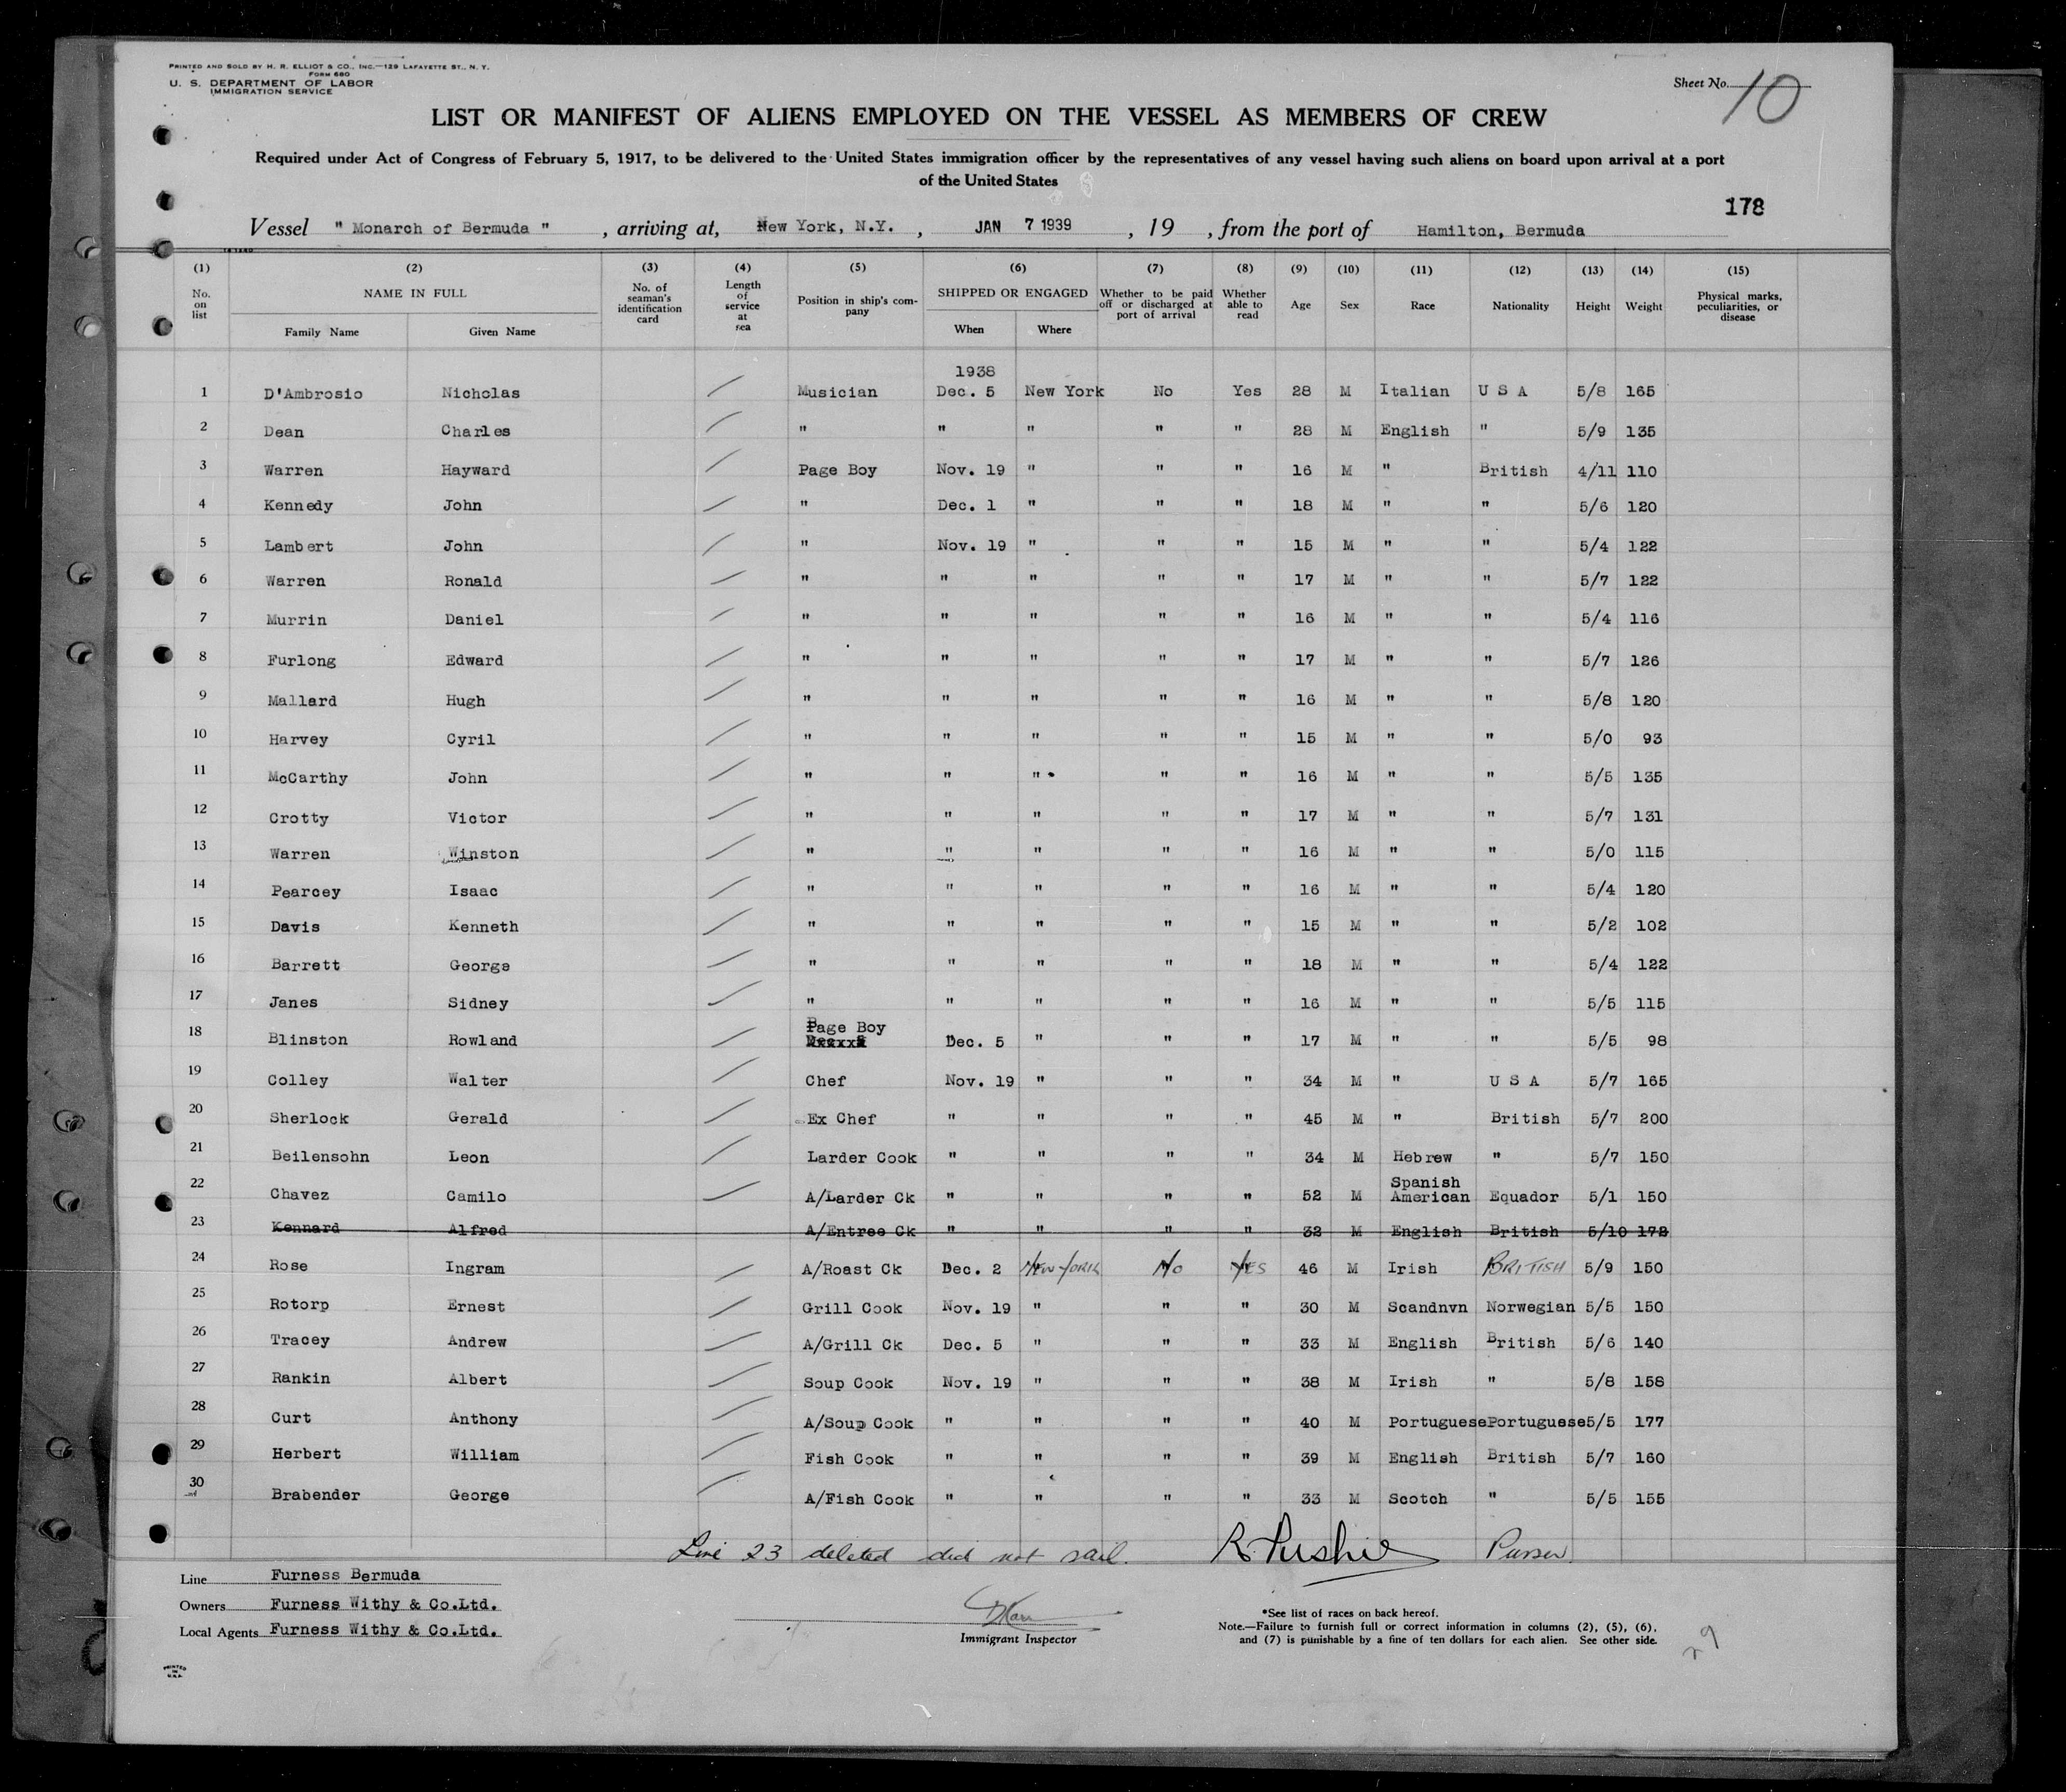 PRINTED AND SOLD BY H. R. ELLIOT & CO., INC.—129 LAFAYETTE ST., N. Y.
FORM 680
U. S. DEPARTMENT OF LABOR
IMMIGRATION SERVICE
Sheet No. 10
LIST OR MANIFEST OF ALIENS EMPLOYED ON THE VESSEL AS MEMBERS OF CREW
Required under Act of Congress of February 5, 1917, to be delivered to the United States immigration officer by the representatives of any vessel having such aliens on board upon arrival at a port
of the United States
178
Vessel " Monarch of Bermuda " , arriving at, New York, N.Y. , JAN 7 1939 , 19 , from the port of Hamilton, Bermuda
(1) (2) (3) (4) (5) (6) (7) (8) (9) (10) (11) (12) (13) (14) (15)
No. on list NAME IN FULL Family Name Given Name No. of seaman's identification card Length of service at sea Position in ship's company SHIPPED OR ENGAGED When Where Whether to be paid off or discharged at port of arrival Whether able to read Age Sex Race Nationality Height Weight Physical marks, peculiarities, or disease
1938
1 D'Ambrosio Nicholas Musician Dec. 5 New York No Yes 28 M Italian U S A 5/8 165
2 Dean Charles " " " " " 28 M English " 5/9 135
3 Warren Hayward Page Boy Nov. 19 " " " 16 M " British 4/11 110
4 Kennedy John " Dec. 1 " " " 18 M " " 5/6 120
5 Lambert John " Nov. 19 " " " 15 M " " 5/4 122
6 Warren Ronald " " " " " 17 M " " 5/7 122
7 Murrin Daniel " " " " " 16 M " " 5/4 116
8 Furlong Edward " " " " " 17 M " " 5/7 126
9 Mallard Hugh " " " " " 16 M " " 5/8 120
10 Harvey Cyril " " " " " 15 M " " 5/0 93
11 McCarthy John " " " " " 16 M " " 5/5 135
12 Crotty Victor " " " " " 17 M " " 5/7 131
13 Warren Winston " " " " " 16 M " " 5/0 115
14 Pearcey Isaac " " " " " 16 M " " 5/4 120
15 Davis Kenneth " " " " " 15 M " " 5/2 102
16 Barrett George " " " " " 18 M " " 5/4 122
17 Janes Sidney " " " " " 16 M " " 5/5 115
18 Blinston Rowland Page Boy Dec. 5 " " " 17 M " " 5/5 98
19 Colley Walter Chef Nov. 19 " " " 34 M " U S A 5/7 165
20 Sherlock Gerald Ex Chef " " " " 45 M " British 5/7 200
21 Beilensohn Leon Larder Cook " " " " 34 M Hebrew " 5/7 150
22 Chavez Camilo A/Larder Ck " " " " 52 M Spanish American Equador 5/1 150
23 Kennard Alfred A/Entree Ck " " " " 32 M English British 5/10 172
24 Rose Ingram A/Roast Ck Dec. 2 NEW YORK No YES 46 M Irish BRITISH 5/9 150
25 Rotorp Ernest Grill Cook Nov. 19 " " " 30 M Scandnvn Norwegian 5/5 150
26 Tracey Andrew A/Grill Ck Dec. 5 " " " 33 M English British 5/6 140
27 Rankin Albert Soup Cook Nov. 19 " " " 38 M Irish " 5/8 158
28 Curt Anthony A/Soup Cook " " " " 40 M Portuguese Portuguese 5/5 177
29 Herbert William Fish Cook " " " " 39 M English British 5/7 160
30 Brabender George A/Fish Cook " " " " 33 M Scotch " 5/5 155
Line 23 deleted did not sail. R. Pushie Purser.
Line Furness Bermuda
Owners Furness Withy & Co.Ltd.
Local Agents Furness Withy & Co.Ltd.
Immigrant Inspector
*See list of races on back hereof.
Note.—Failure to furnish full or correct information in columns (2), (5), (6),
and (7) is punishable by a fine of ten dollars for each alien. See other side.
29
PRINTED
IN
U.S.A.